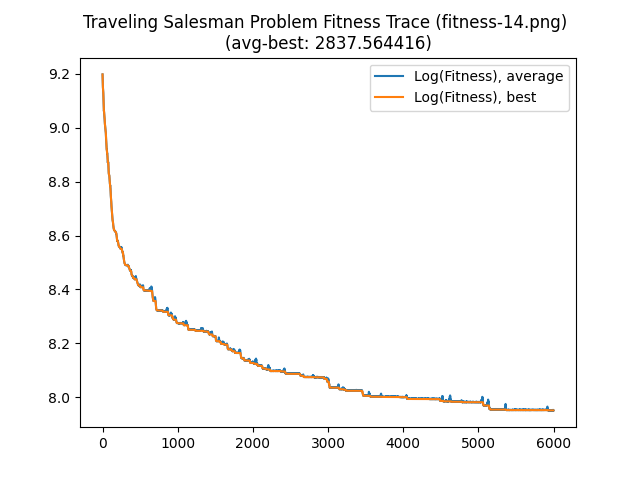 Traveling Salesman Problem Fitness Trace (fitness-14.png)
(avg-best: 2837.564416)
Log(Fitness), average
Log(Fitness), best
9.2
9.0
8.8
8.6
8.4
8.2
8.0
0 1000 2000 3000 4000 5000 6000